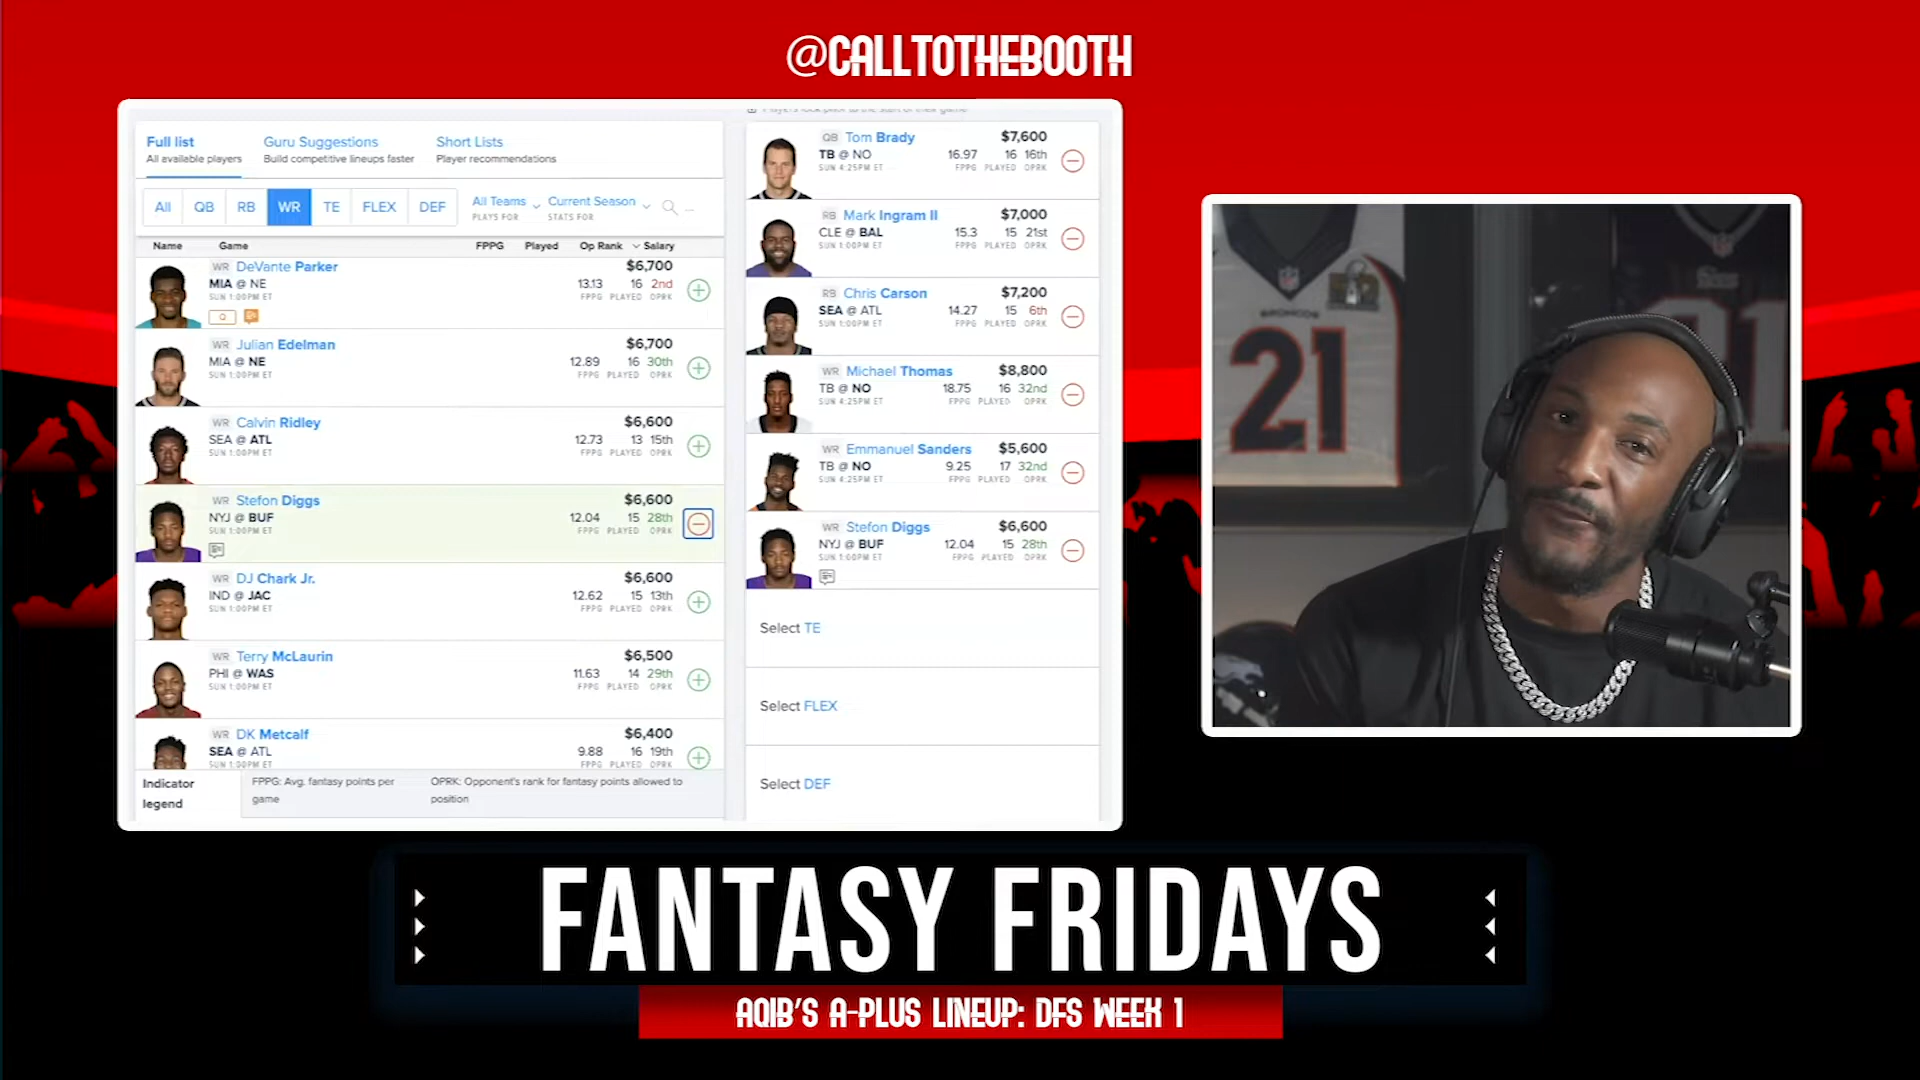 @CALLTOTHEBOOTH
Full list
All available players
Guru Suggestions
Build competitive lineups faster
Short Lists
Player recommendations
All QB RB WR TE FLEX DEF
All Teams
PLAYS FOR
Current Season
STATS FOR
Name Game FPPG Played Op Rank Salary
WR DeVante Parker $6,700
MIA @ NE 13.13 16 2nd
SUN 1:00PM ET FPPG PLAYED OPRK
Q
WR Julian Edelman $6,700
MIA @ NE 12.89 16 30th
SUN 1:00PM ET FPPG PLAYED OPRK
WR Calvin Ridley $6,600
SEA @ ATL 12.73 13 15th
SUN 1:00PM ET FPPG PLAYED OPRK
WR Stefon Diggs $6,600
NYJ @ BUF 12.04 15 28th
SUN 1:00PM ET FPPG PLAYED OPRK
WR DJ Chark Jr. $6,600
IND @ JAC 12.62 15 13th
SUN 1:00PM ET FPPG PLAYED OPRK
WR Terry McLaurin $6,500
PHI @ WAS 11.63 14 29th
SUN 1:00PM ET FPPG PLAYED OPRK
WR DK Metcalf $6,400
SEA @ ATL 9.88 16 19th
SUN 1:00PM ET FPPG PLAYED OPRK
Indicator
legend
FPPG: Avg. fantasy points per
game
OPRK: Opponent's rank for fantasy points allowed to
position
QB Tom Brady $7,600
TB @ NO 16.97 16 16th
SUN 4:25PM ET FPPG PLAYED OPRK
RB Mark Ingram II $7,000
CLE @ BAL 15.3 15 21st
SUN 1:00PM ET FPPG PLAYED OPRK
RB Chris Carson $7,200
SEA @ ATL 14.27 15 6th
SUN 1:00PM ET FPPG PLAYED OPRK
WR Michael Thomas $8,800
TB @ NO 18.75 16 32nd
SUN 4:25PM ET FPPG PLAYED OPRK
WR Emmanuel Sanders $5,600
TB @ NO 9.25 17 32nd
SUN 4:25PM ET FPPG PLAYED OPRK
WR Stefon Diggs $6,600
NYJ @ BUF 12.04 15 28th
SUN 1:00PM ET FPPG PLAYED OPRK
Select TE
Select FLEX
Select DEF
BRONCOS
21
FANTASY FRIDAYS
AQIB'S A-PLUS LINEUP: DFS WEEK 1